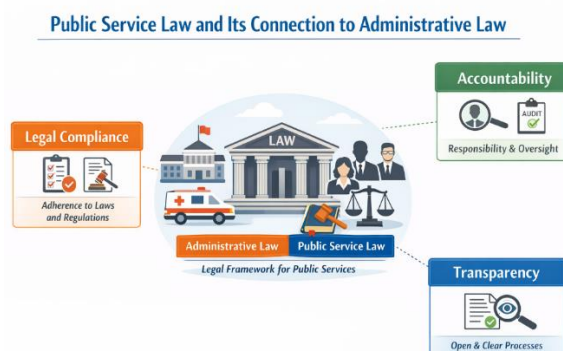 Public Service Law and Its Connection to Administrative Law
Accountability
AUDIT
Responsibility & Oversight
Legal Compliance
Adherence to Laws
and Regulations
LAW
Administrative Law Public Service Law
Legal Framework for Public Services
Transparency
Open & Clear Processes